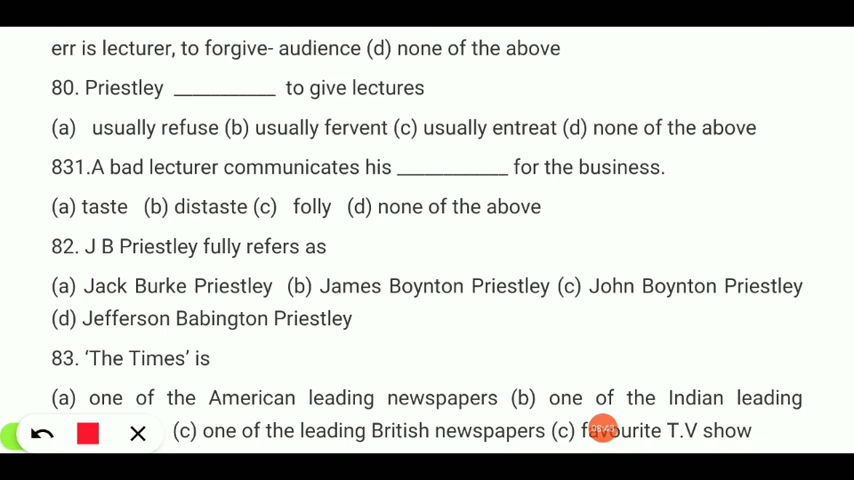 err is lecturer, to forgive- audience (d) none of the above
80. Priestley ___________ to give lectures
(a) usually refuse (b) usually fervent (c) usually entreat (d) none of the above
831.A bad lecturer communicates his ____________ for the business.
(a) taste (b) distaste (c) folly (d) none of the above
82. J B Priestley fully refers as
(a) Jack Burke Priestley (b) James Boynton Priestley (c) John Boynton Priestley
(d) Jefferson Babington Priestley
83. ‘The Times’ is
(a) one of the American leading newspapers (b) one of the Indian leading
(c) one of the leading British newspapers (c) favourite T.V show